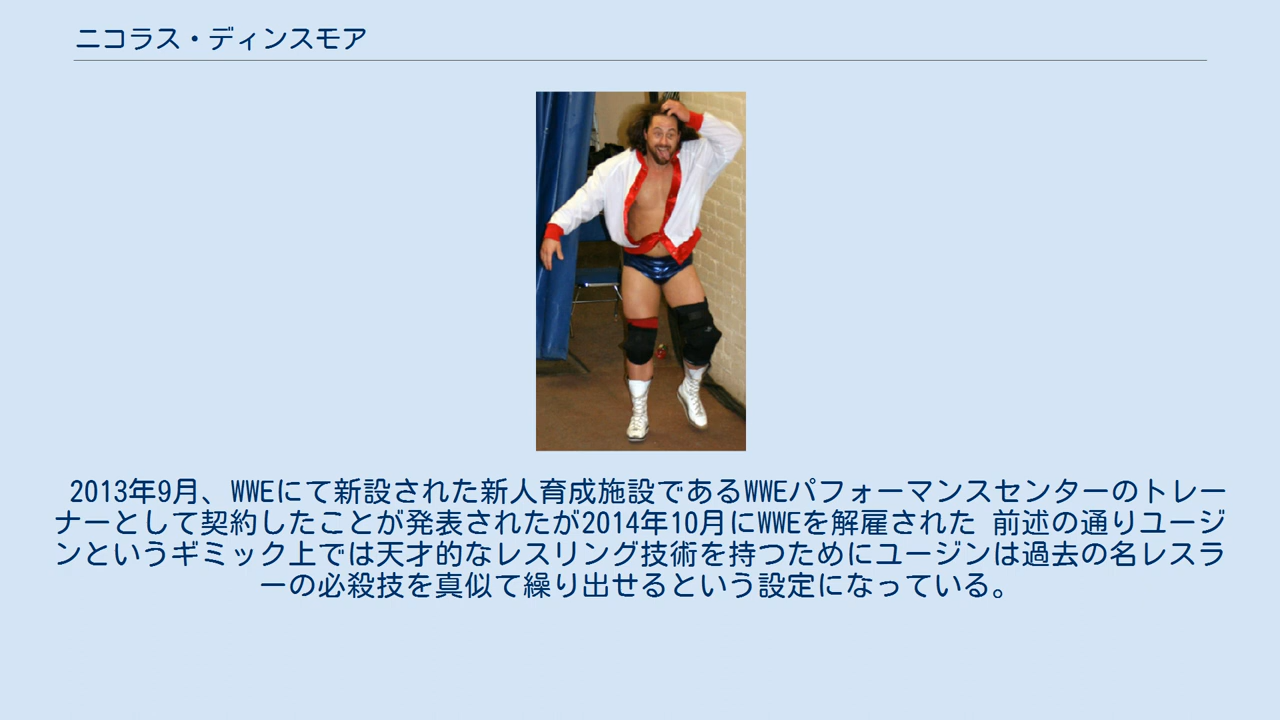 ニコラス・ディンスモア
2013年9月、WWEにて新設された新人育成施設であるWWEパフォーマンスセンターのトレー
ナーとして契約したことが発表されたが2014年10月にWWEを解雇された 前述の通りユージ
ンというギミック上では天才的なレスリング技術を持つためにユージンは過去の名レスラ
ーの必殺技を真似て繰り出せるという設定になっている。